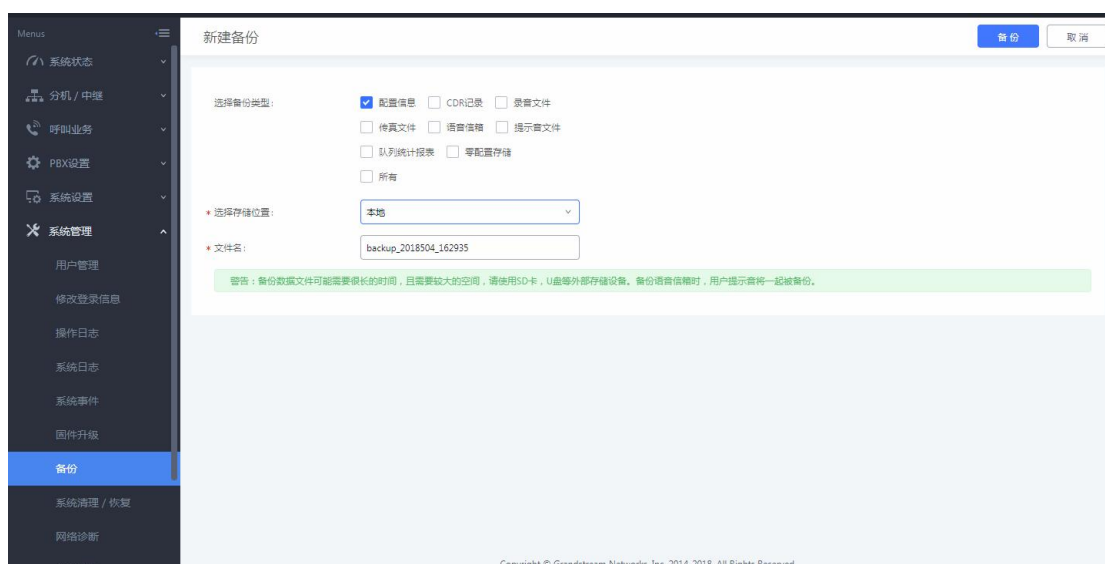 Menus
系统状态
分机 / 中继
呼叫业务
PBX设置
系统设置
系统管理
用户管理
修改登录信息
操作日志
系统日志
系统事件
固件升级
备份
系统清理 / 恢复
网络诊断
新建备份
备份 取消
选择备份类型: 配置信息 CDR记录 录音文件
传真文件 语音信箱 提示音文件
队列统计报表 零配置存储
所有
* 选择存储位置: 本地
* 文件名: backup_2018504_162935
警告：备份数据文件可能需要很长的时间，且需要较大的空间，请使用SD卡，U盘等外部存储设备。备份语音信箱时，用户提示音将一起被备份。
Copyright © Grandstream Networks, Inc. 2014-2018. All Rights Reserved.